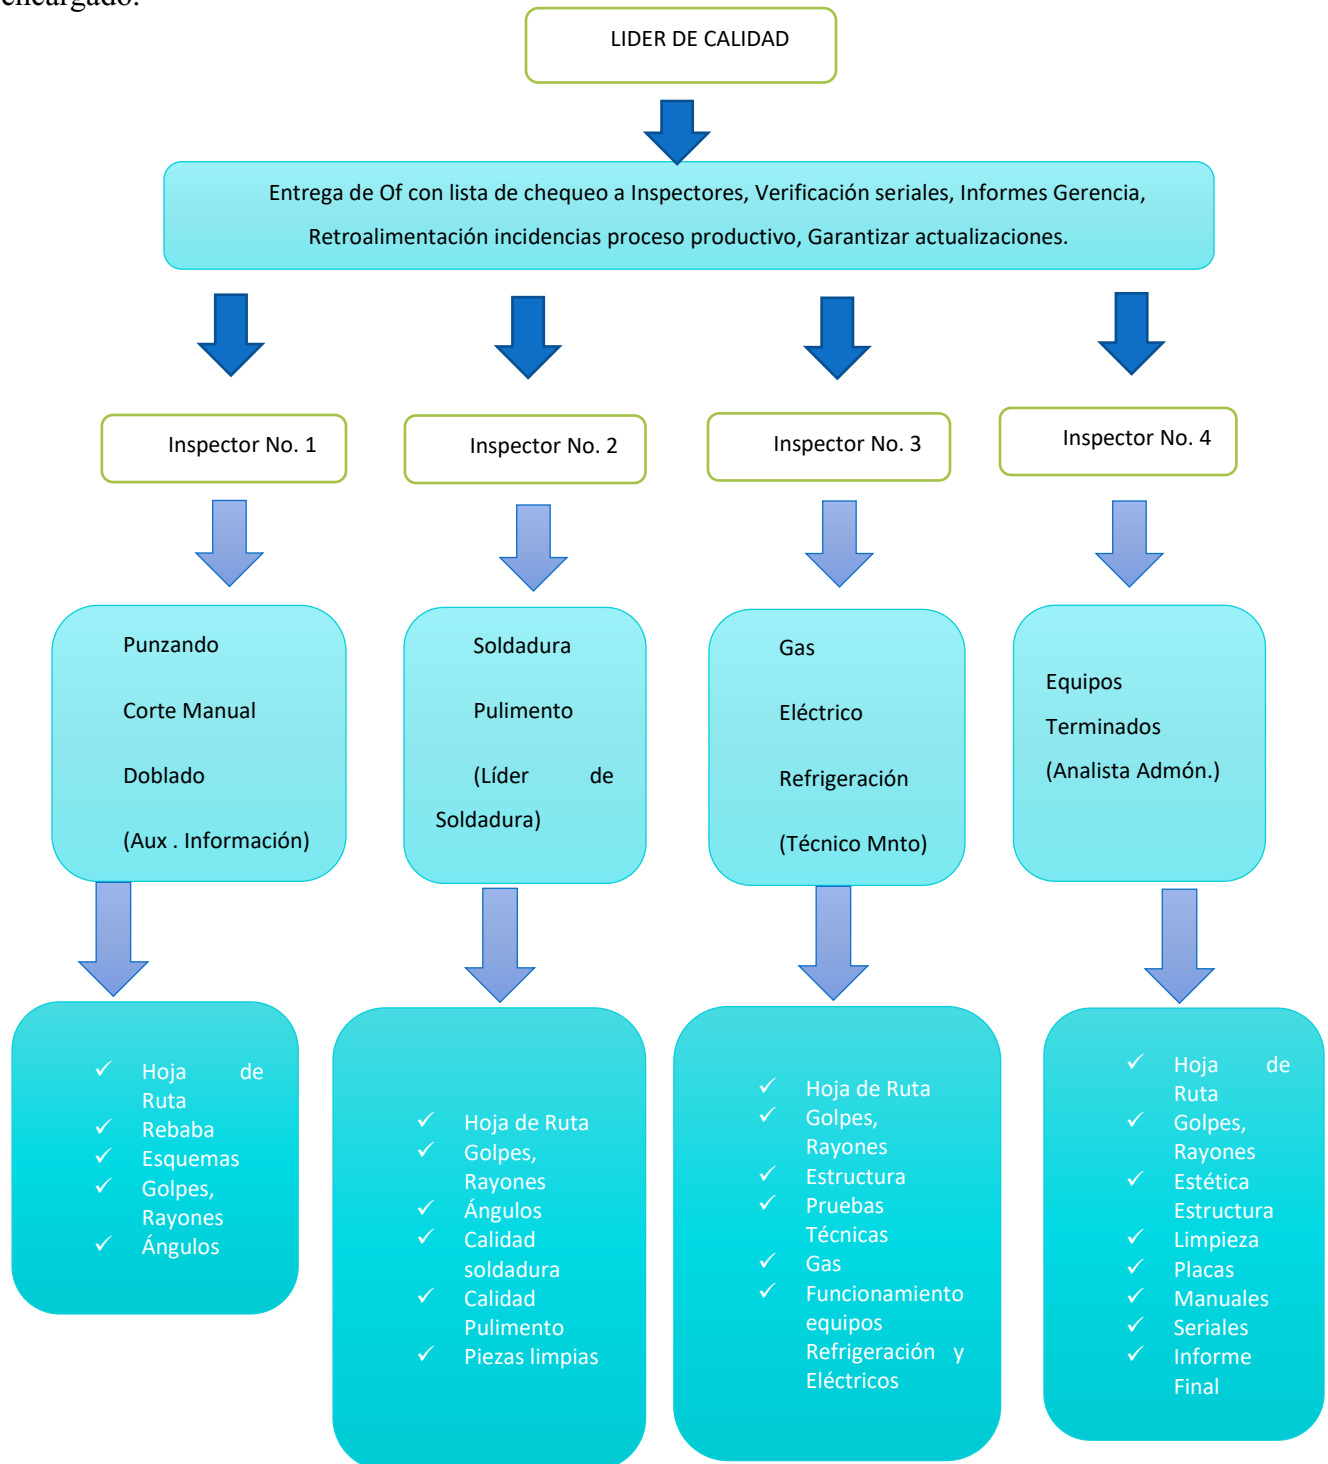 encargado.
LIDER DE CALIDAD
Entrega de Of con lista de chequeo a Inspectores, Verificación seriales, Informes Gerencia,
Retroalimentación incidencias proceso productivo, Garantizar actualizaciones.
Inspector No. 1
Inspector No. 2
Inspector No. 3
Inspector No. 4
Punzando
Corte Manual
Doblado
(Aux . Información)
Soldadura
Pulimento
(Líder de
Soldadura)
Gas
Eléctrico
Refrigeración
(Técnico Mnto)
Equipos
Terminados
(Analista Admón.)
✓ Hoja de
Ruta
✓ Rebaba
✓ Esquemas
✓ Golpes,
Rayones
✓ Ángulos
✓ Hoja de Ruta
✓ Golpes,
Rayones
✓ Ángulos
✓ Calidad
soldadura
✓ Calidad
Pulimento
✓ Piezas limpias
✓ Hoja de Ruta
✓ Golpes,
Rayones
✓ Estructura
✓ Pruebas
Técnicas
✓ Gas
✓ Funcionamiento
equipos
Refrigeración y
Eléctricos
✓ Hoja de
Ruta
✓ Golpes,
Rayones
✓ Estética
Estructura
✓ Limpieza
✓ Placas
✓ Manuales
✓ Seriales
✓ Informe
Final